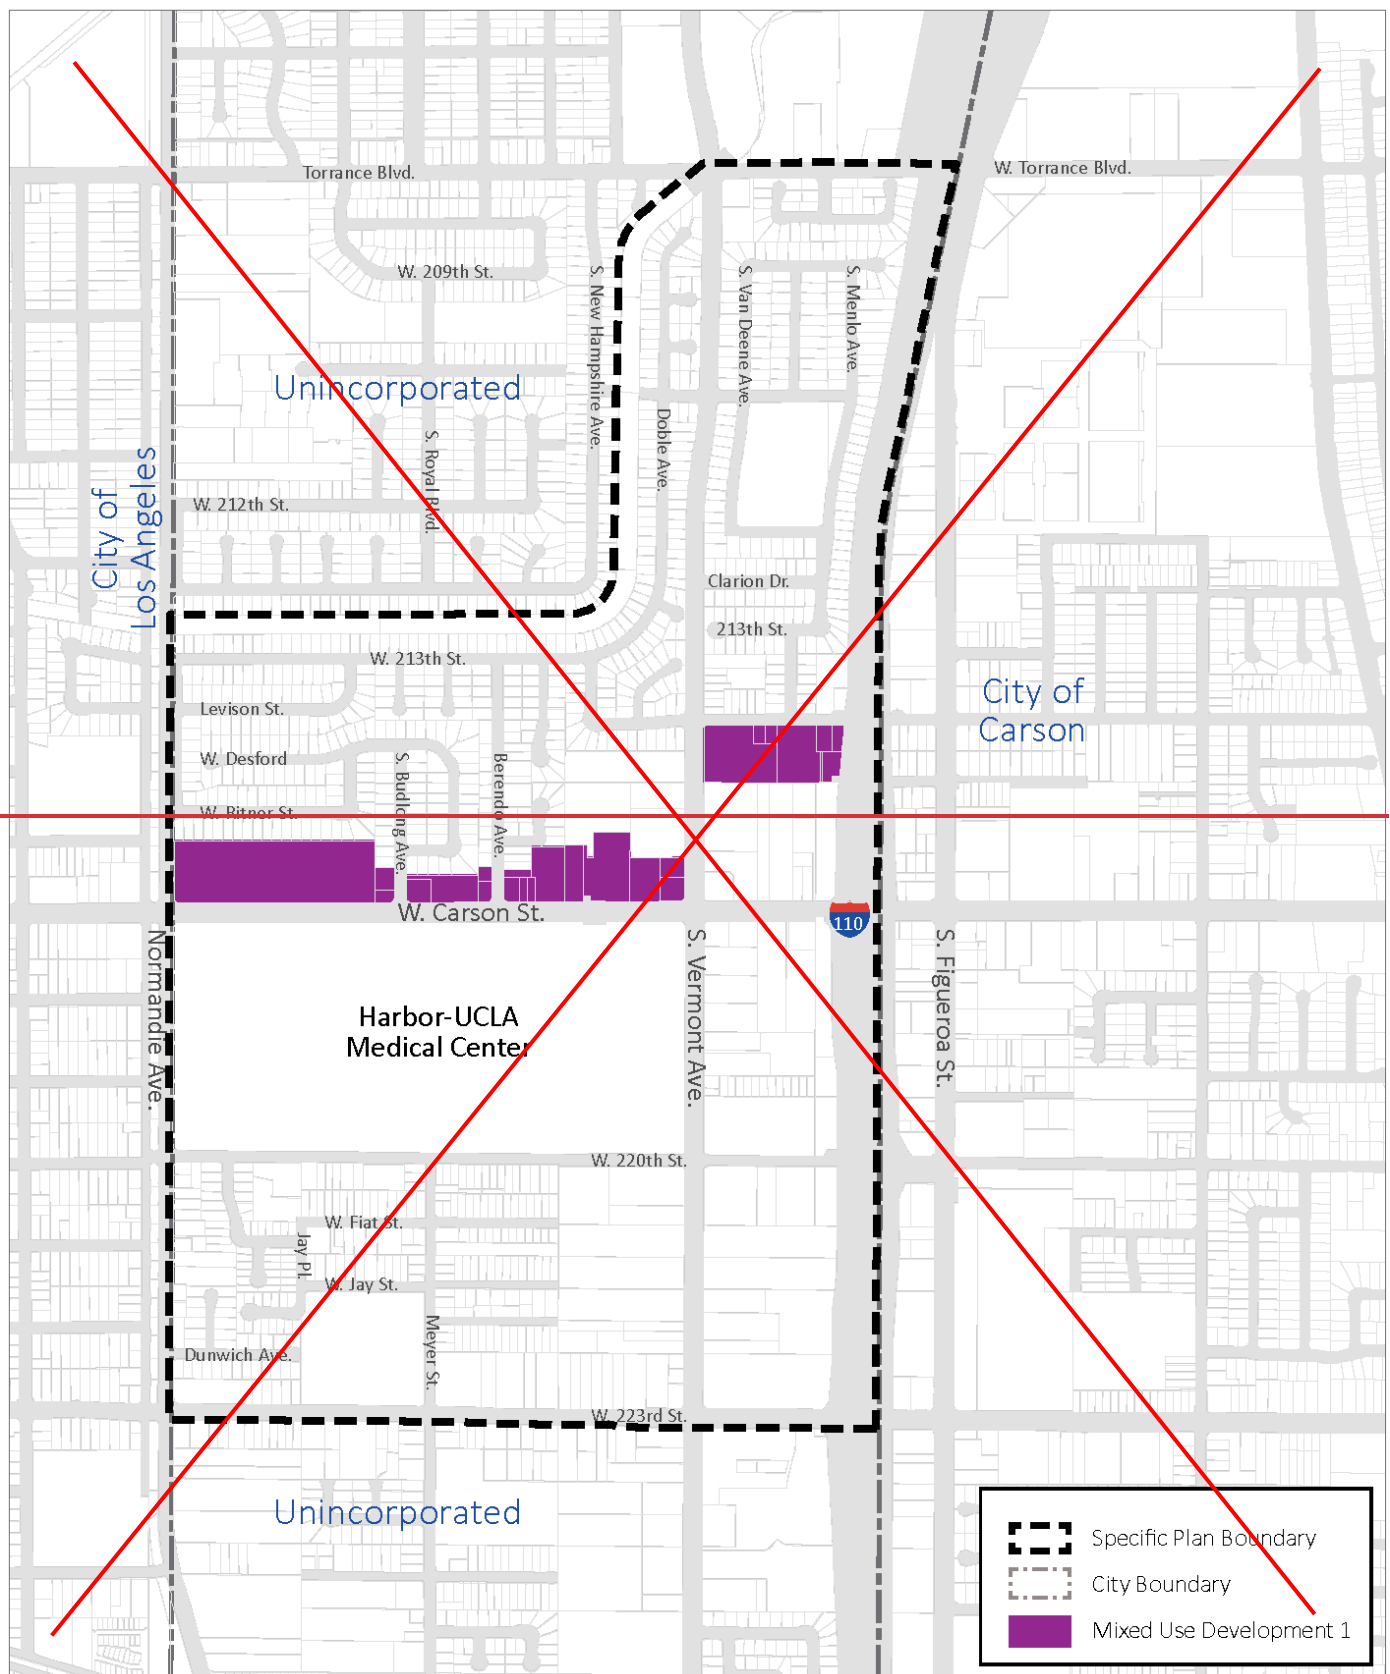 Torrance Blvd.
W. Torrance Blvd.
W. 209th St.
S. New Hampshire Ave.
S. Van Deene Ave.
S. Menlo Ave.
Unincorporated
Doble Ave.
S. Royal Blvd.
City of
Los Angeles
W. 212th St.
Clarion Dr.
213th St.
W. 213th St.
City of
Carson
Levison St.
W. Desford
S. Budlong Ave.
Berendo Ave.
W. Bitner St.
W. Carson St.
110
Normandie Ave.
S. Vermont Ave.
S. Figueroa St.
Harbor-UCLA
Medical Center
W. 220th St.
W. Fiat St.
Jay Pl.
W. Jay St.
Meyer St.
Dunwich Ave.
W. 223rd St.
Unincorporated
Specific Plan Boundary
City Boundary
Mixed Use Development 1